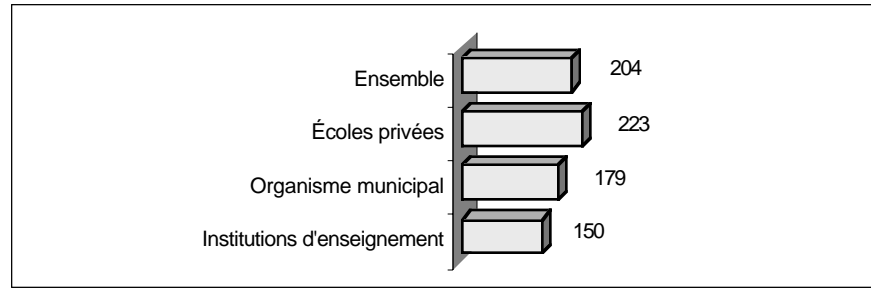 Ensemble 204
Écoles privées 223
Organisme municipal 179
Institutions d'enseignement 150